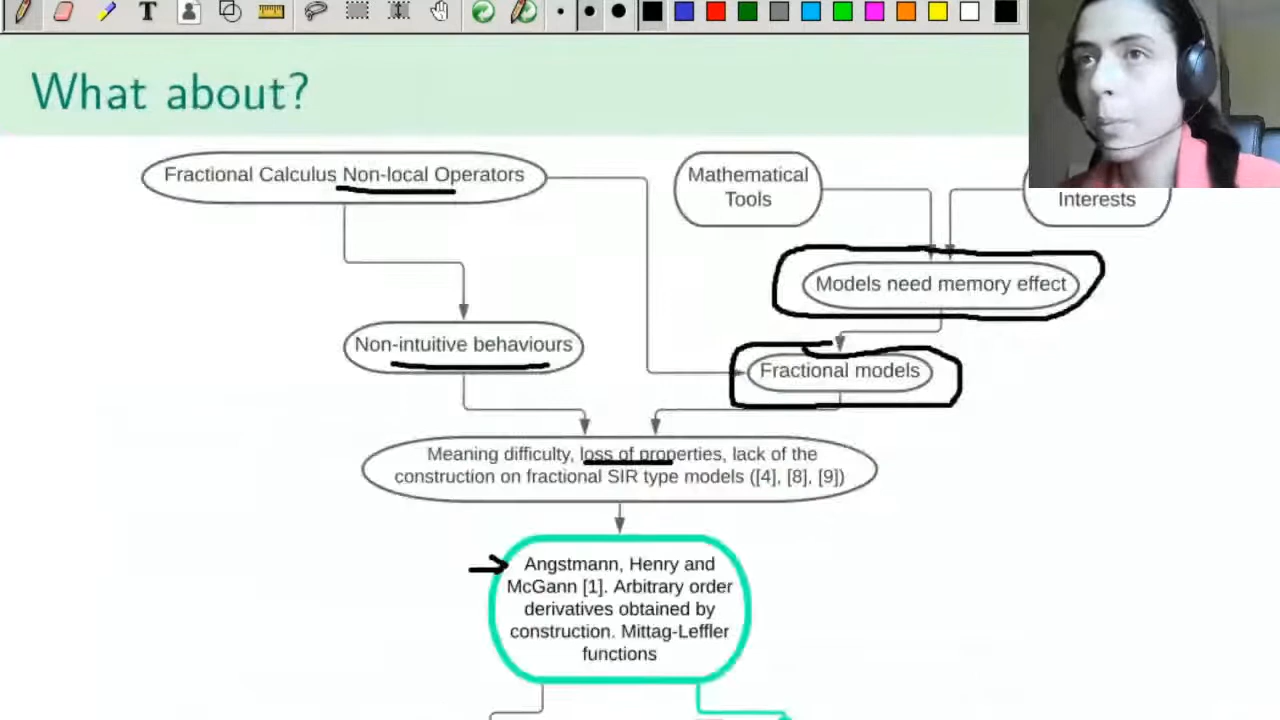 T
What about?
Fractional Calculus Non-local Operators
Mathematical
Tools
Interests
Models need memory effect
Non-intuitive behaviours
Fractional models
Meaning difficulty, loss of properties, lack of the
construction on fractional SIR type models ([4], [8], [9])
Angstmann, Henry and
McGann [1]. Arbitrary order
derivatives obtained by
construction. Mittag-Leffler
functions